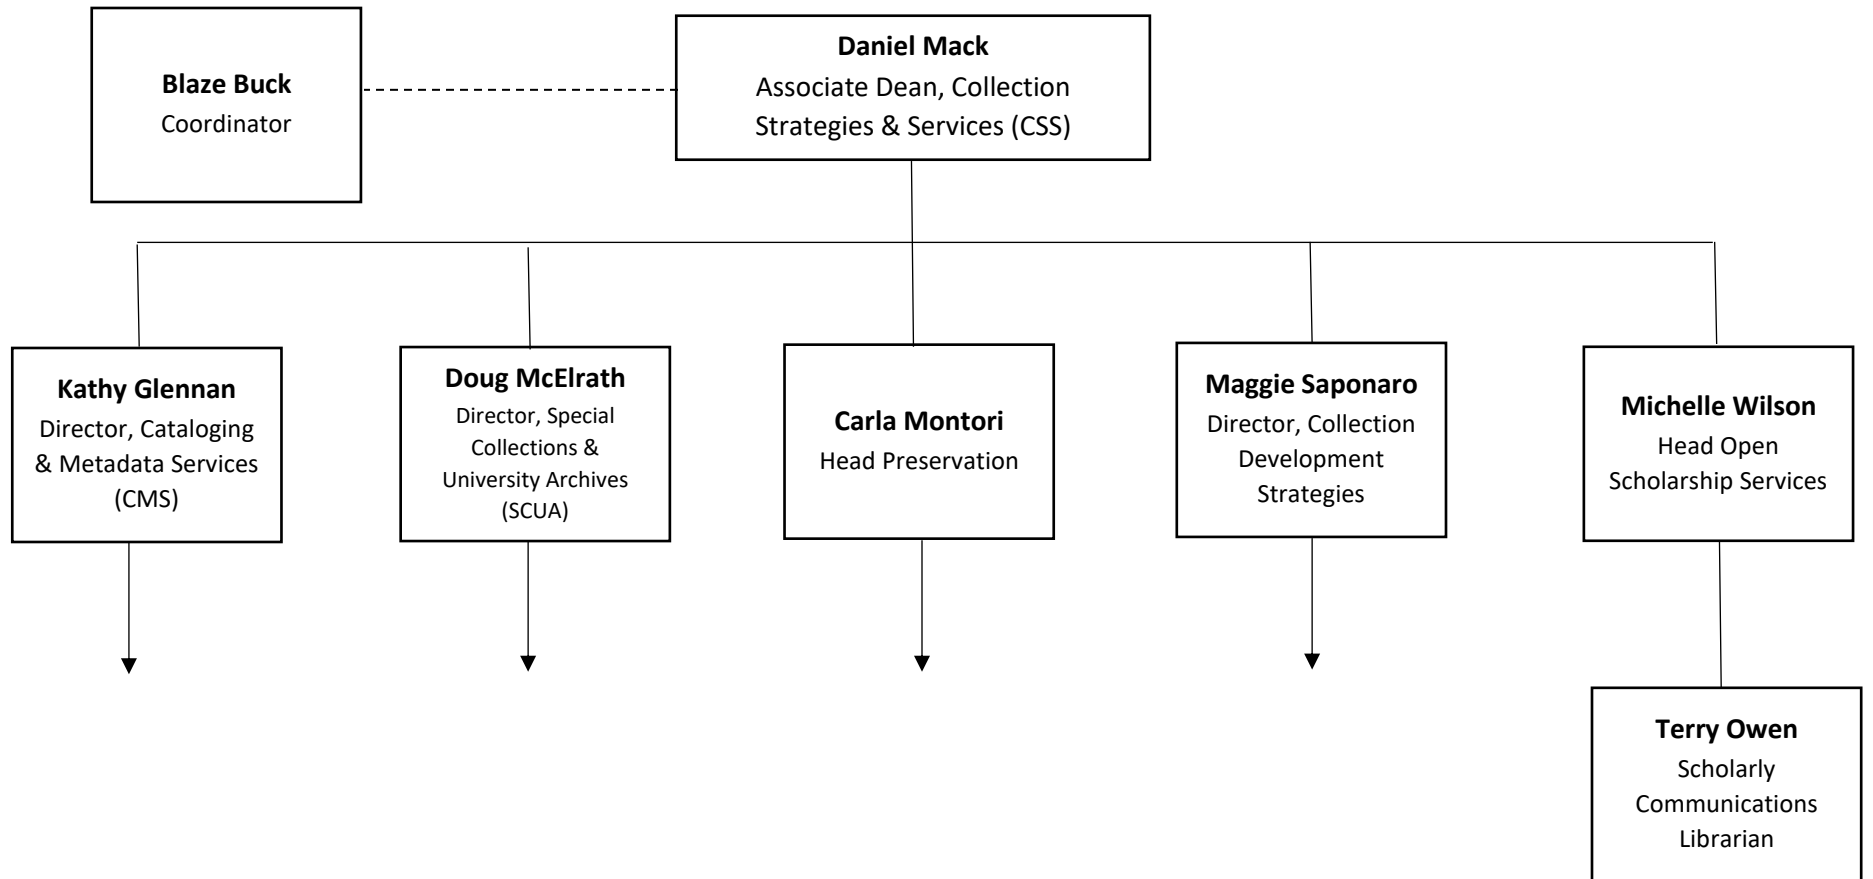 Blaze Buck
Coordinator
Daniel Mack
Associate Dean, Collection
Strategies & Services (CSS)
Kathy Glennan
Director, Cataloging
& Metadata Services
(CMS)
Doug McElrath
Director, Special
Collections &
University Archives
(SCUA)
Carla Montori
Head Preservation
Maggie Saponaro
Director, Collection
Development
Strategies
Michelle Wilson
Head Open
Scholarship Services
Terry Owen
Scholarly
Communications
Librarian